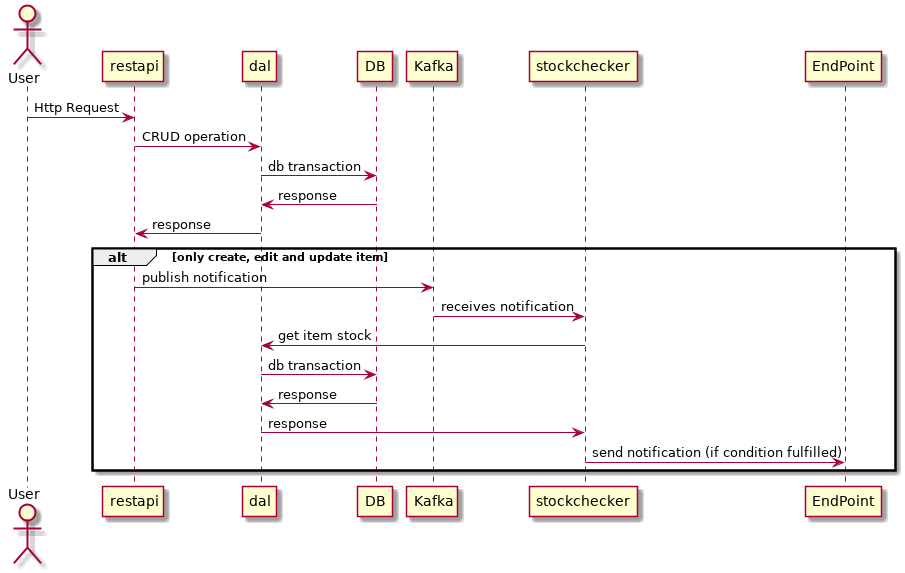 User
restapi
dal
DB
Kafka
stockchecker
EndPoint
Http Request
CRUD operation
db transaction
response
response
alt
[only create, edit and update item]
publish notification
receives notification
get item stock
db transaction
response
response
send notification (if condition fulfilled)
User
restapi
dal
DB
Kafka
stockchecker
EndPoint